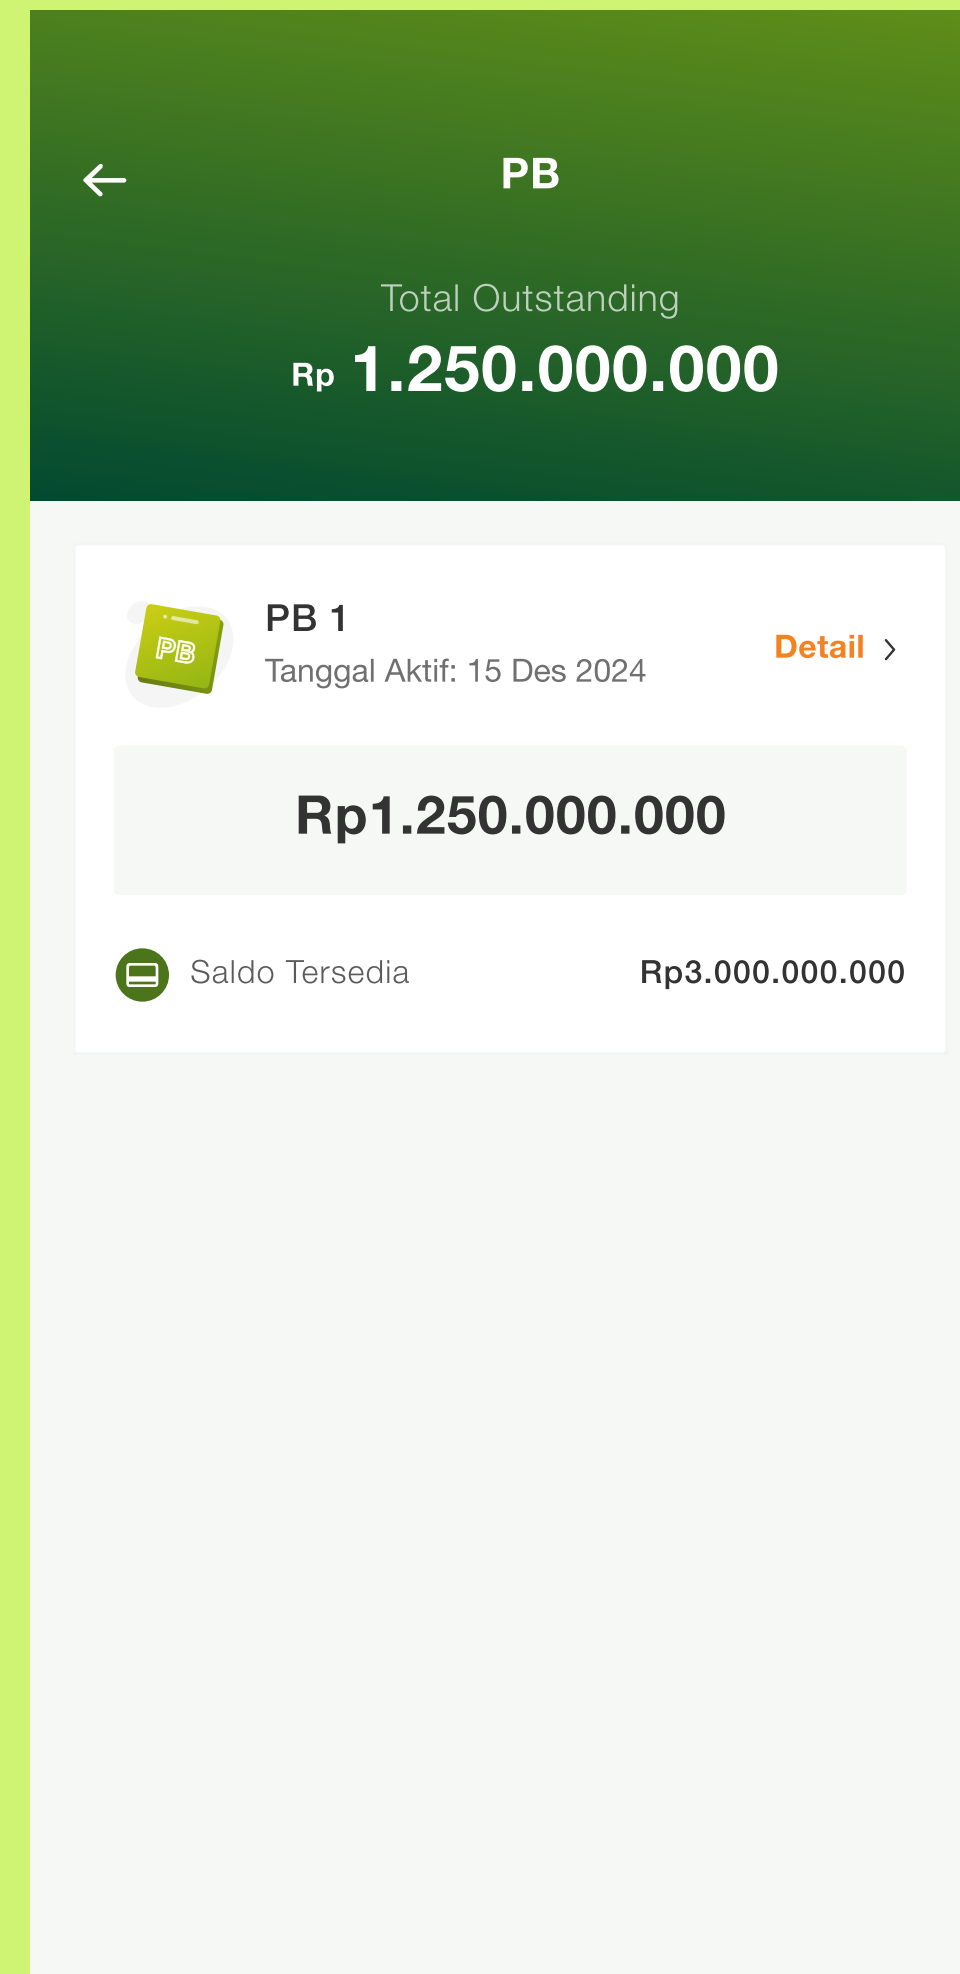 PB
Total Outstanding
Rp 1.250.000.000
PB
PB 1
Tanggal Aktif: 15 Des 2024
Detail
Rp1.250.000.000
Saldo Tersedia Rp3.000.000.000